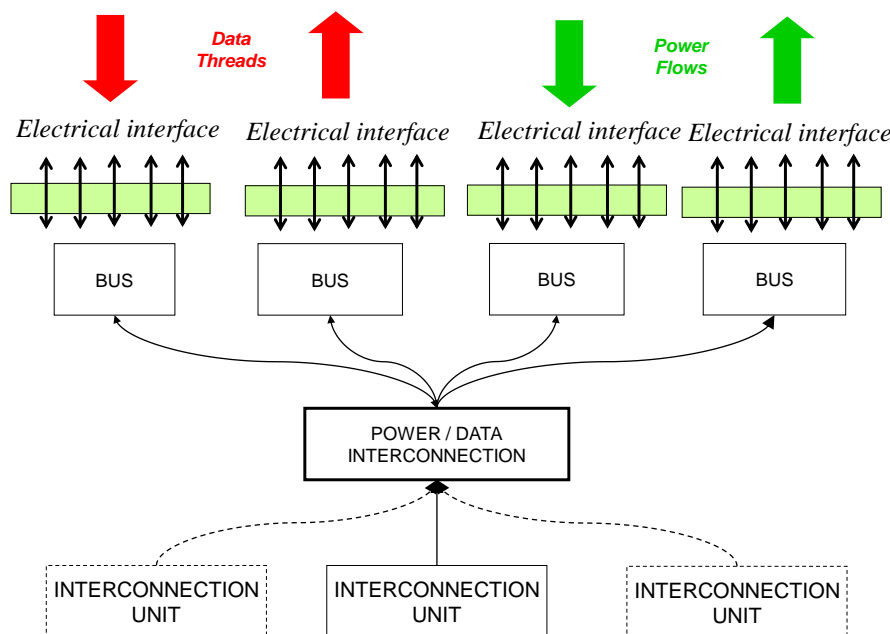 Data
Threads
Power
Flows
Electrical interface
Electrical interface
Electrical interface
Electrical interface
BUS
BUS
BUS
BUS
POWER / DATA
INTERCONNECTION
INTERCONNECTION
UNIT
INTERCONNECTION
UNIT
INTERCONNECTION
UNIT